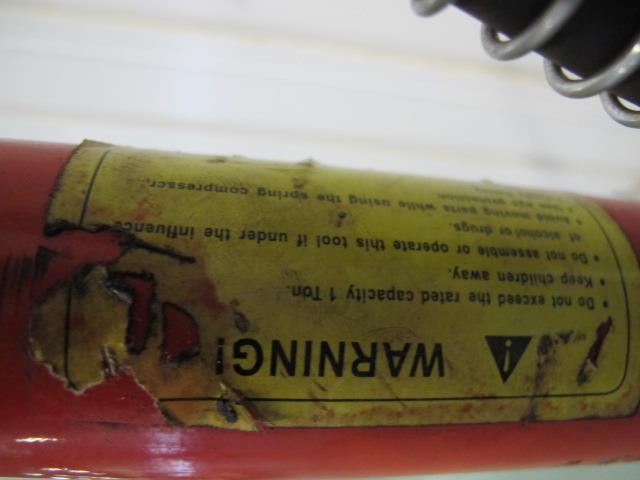 WARNING!
• Do not exceed the rated capacity 1 Ton.
• Keep children away.
• Do not assemble or operate this tool if under the influence
of alcohol or drugs.
• Avoid moving parts while using the spring compresscr.